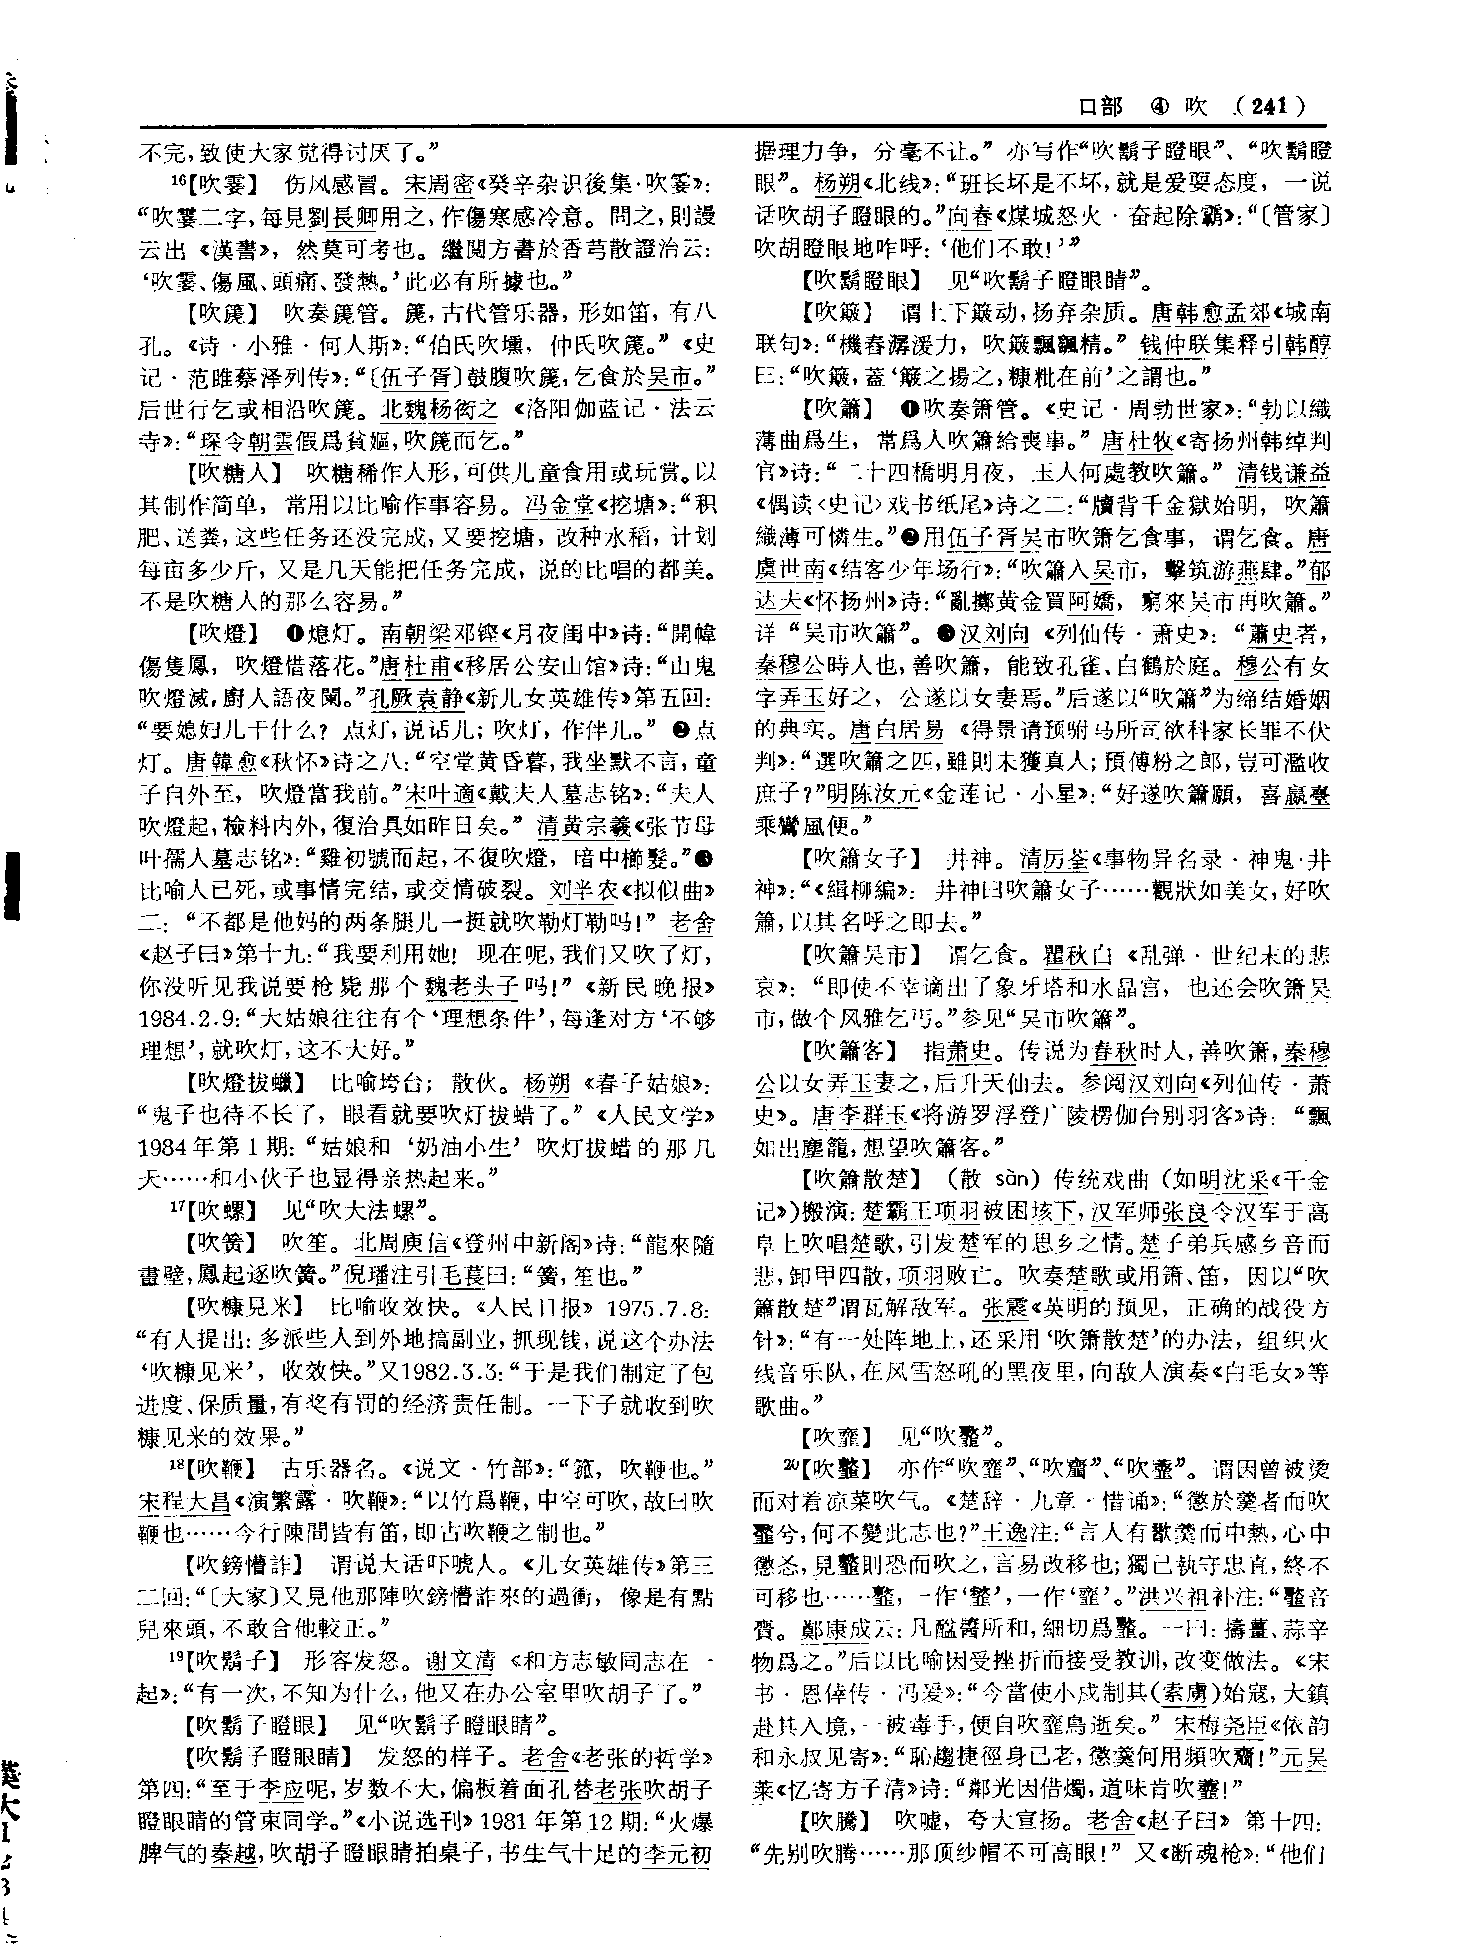 口部 ④ 吹 (241)
不完，致使大家觉得讨厌了。”
16【吹霎】 伤风感冒。宋周密《癸辛杂识後集·吹霎》：
“吹霎二字，每見劉長卿用之，作傷寒感冷意。問之，則謾
云出《漢書》，然莫可考也。繼閲方書於香芎散證治云：
‘吹霎、傷風、頭痛、發熱。’此必有所據也。”
【吹篪】 吹奏篪管。篪，古代管乐器，形如笛，有八
孔。《诗·小雅·何人斯》：“伯氏吹壎，仲氏吹篪。”《史
记·范雎蔡泽列传》：“〔伍子胥〕鼓腹吹篪，乞食於吴市。”
后世行乞或相沿吹篪。北魏杨衒之《洛阳伽蓝记·法云
寺》：“琛令朝雲假爲貧嫗，吹篪而乞。”
【吹糖人】 吹糖稀作人形，可供儿童食用或玩赏。以
其制作简单，常用以比喻作事容易。冯金堂《挖塘》：“积
肥、送粪，这些任务还没完成，又要挖塘，改种水稻，计划
每亩多少斤，又是几天能把任务完成，说的比唱的都美。
不是吹糖人的那么容易。”
【吹燈】 ❶熄灯。南朝梁邓铿《月夜闺中》诗：“開幃
傷隻鳳，吹燈惜落花。”唐杜甫《移居公安山馆》诗：“山鬼
吹燈滅，廚人語夜闌。”孔厥袁静《新儿女英雄传》第五回：
“要媳妇儿干什么？点灯，说话儿；吹灯，作伴儿。” ❷点
灯。唐韓愈《秋怀》诗之八：“空堂黄昏暮，我坐默不言，童
子自外至，吹燈當我前。”宋叶適《戴夫人墓志铭》：“夫人
吹燈起，檢料内外，復治具如昨日矣。” 清黄宗羲《张节母
叶孺人墓志铭》：“雞初號而起，不復吹燈，暗中櫛髮。”❸
比喻人已死，或事情完结，或交情破裂。刘半农《拟似曲》
二：“不都是他妈的两条腿儿一挺就吹勒灯勒吗！” 老舍
《赵子曰》第十九：“我要利用她！现在呢，我们又吹了灯，
你没听见我说要枪毙那个魏老头子吗！”《新民晚报》
1984.2.9：“大姑娘往往有个‘理想条件’，每逢对方‘不够
理想’，就吹灯，这不大好。”
【吹燈拔蠟】 比喻垮台；散伙。杨朔《春子姑娘》：
“鬼子也待不长了，眼看就要吹灯拔蜡了。”《人民文学》
1984年第1期：“姑娘和‘奶油小生’吹灯拔蜡的那几
天……和小伙子也显得亲热起来。”
17【吹螺】 见“吹大法螺”。
【吹簧】 吹笙。北周庾信《登州中新阁》诗：“龍來隨
畫壁，鳳起逐吹簧。”倪璠注引毛萇曰：“簧，笙也。”
【吹糠見米】 比喻收效快。《人民日报》1975.7.8：
“有人提出：多派些人到外地搞副业，抓现钱，说这个办法
‘吹糠见米’，收效快。”又1982.3.3：“于是我们制定了包
进度、保质量，有奖有罚的经济责任制。一下子就收到吹
糠见米的效果。”
18【吹鞭】 古乐器名。《说文·竹部》：“箛，吹鞭也。”
宋程大昌《演繁露·吹鞭》：“以竹爲鞭，中空可吹，故曰吹
鞭也……今行陳間皆有笛，即古吹鞭之制也。”
【吹鎊懵詐】 谓说大话吓唬人。《儿女英雄传》第三
二回：“〔大家〕又見他那陣吹鎊懵詐來的過衝，像是有點
兒來頭，不敢合他較正。”
19【吹鬍子】 形容发怒。谢文清《和方志敏同志在一
起》：“有一次，不知为什么，他又在办公室里吹胡子了。”
【吹鬍子瞪眼】 见“吹鬍子瞪眼睛”。
【吹鬍子瞪眼睛】 发怒的样子。老舍《老张的哲学》
第四：“至于李应呢，岁数不大，偏板着面孔替老张吹胡子
瞪眼睛的管束同学。”《小说选刊》1981年第12期：“火爆
脾气的秦越，吹胡子瞪眼睛拍桌子，书生气十足的李元初
据理力争，分毫不让。” 亦写作“吹鬍子瞪眼”、“吹鬍瞪
眼”。杨朔《北线》：“班长坏是不坏，就是爱耍态度，一说
话吹胡子瞪眼的。”向春《煤城怒火·奋起除霸》：“〔管家〕
吹胡瞪眼地咋呼：‘他们不敢！’”
【吹鬍瞪眼】 见“吹鬍子瞪眼睛”。
【吹簸】 谓上下簸动，扬弃杂质。唐韩愈孟郊《城南
联句》：“機舂潺湲力，吹簸飄飖精。” 钱仲联集释引韩醇
曰：“吹簸，蓋‘簸之揚之，糠粃在前’之謂也。”
【吹簫】 ❶吹奏箫管。《史记·周勃世家》：“勃以織
薄曲爲生，常爲人吹簫給喪事。” 唐杜牧《寄扬州韩绰判
官》诗：“二十四橋明月夜，玉人何處教吹簫。” 清钱谦益
《偶读〈史记〉戏书纸尾》诗之二：“牘背千金獄始明，吹簫
織薄可憐生。”❷用伍子胥吴市吹箫乞食事，谓乞食。唐
虞世南《结客少年场行》：“吹簫入吴市，擊筑游燕肆。”郁
达夫《怀扬州》诗：“亂擲黄金買阿嬌，窮來吴市再吹簫。”
详“吴市吹簫”。❸汉刘向《列仙传·萧史》：“蕭史者，
秦穆公時人也，善吹簫，能致孔雀、白鶴於庭。穆公有女
字弄玉好之，公遂以女妻焉。”后遂以“吹簫”为缔结婚姻
的典实。唐白居易《得景请预驸马所司欲科家长罪不伏
判》：“選吹簫之匹，雖則未獲真人；預傅粉之郎，豈可濫收
庶子？”明陈汝元《金莲记·小星》：“好遂吹簫願，喜嬴臺
乘鸞風便。”
【吹簫女子】 井神。清厉荃《事物异名录·神鬼·井
神》：“《緝柳編》：井神曰吹簫女子……觀狀如美女，好吹
簫，以其名呼之即去。”
【吹簫吴市】 谓乞食。瞿秋白《乱弹·世纪末的悲
哀》：“即使不幸谪出了象牙塔和水晶宫，也还会吹箫吴
市，做个风雅乞丐。”参见“吴市吹簫”。
【吹簫客】 指萧史。传说为春秋时人，善吹箫，秦穆
公以女弄玉妻之，后升天仙去。参阅汉刘向《列仙传·萧
史》。唐李群玉《将游罗浮登广陵楞伽台别羽客》诗：“飄
如出塵籠，想望吹簫客。”
【吹簫散楚】 （散 sàn）传统戏曲（如明沈采《千金
记》）搬演：楚霸王项羽被困垓下，汉军师张良令汉军于高
阜上吹唱楚歌，引发楚军的思乡之情。楚子弟兵感乡音而
悲，卸甲四散，项羽败亡。吹奏楚歌或用箫、笛，因以“吹
簫散楚”谓瓦解敌军。张震《英明的预见，正确的战役方
针》：“有一处阵地上，还采用‘吹箫散楚’的办法，组织火
线音乐队，在风雪怒吼的黑夜里，向敌人演奏《白毛女》等
歌曲。”
【吹虀】 见“吹齏”。
20【吹齏】 亦作“吹虀”、“吹齑”、“吹韲”。谓因曾被烫
而对着凉菜吹气。《楚辞·九章·惜诵》：“懲於羹者而吹
齏兮，何不變此志也？”王逸注：“言人有歠羹而中熱，心中
懲忿，見齏則恐而吹之，言易改移也；獨己執守忠直，終不
可移也……齏，一作‘韲’，一作‘虀’。”洪兴祖补注：“齏音
賫。鄭康成云：凡醯醬所和，細切爲齏。一曰：擣薑、蒜辛
物爲之。”后以比喻因受挫折而接受教训，改变做法。《宋
书·恩倖传·冯爰》：“今當使小戍制其(索虜)始寇，大鎮
赴其入境，一被毒手，便自吹虀鳥逝矣。” 宋梅尧臣《依韵
和永叔见寄》：“恥趨捷徑身已老，懲羹何用頻吹齏！”元吴
莱《忆寄方子清》诗：“鄰光因借燭，道味肯吹虀！”
【吹騰】 吹嘘，夸大宣扬。老舍《赵子曰》第十四：
“先别吹腾……那顶纱帽不可高眼！” 又《断魂枪》：“他们